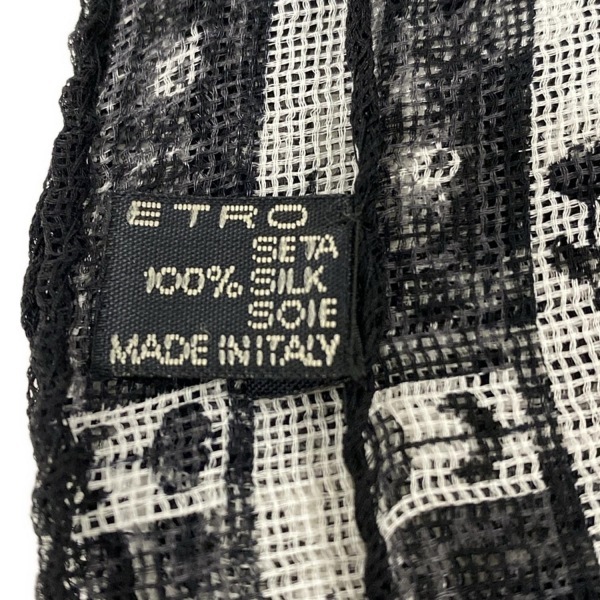 ETRO
SETA
100% SILK
SOIE
MADE IN ITALY